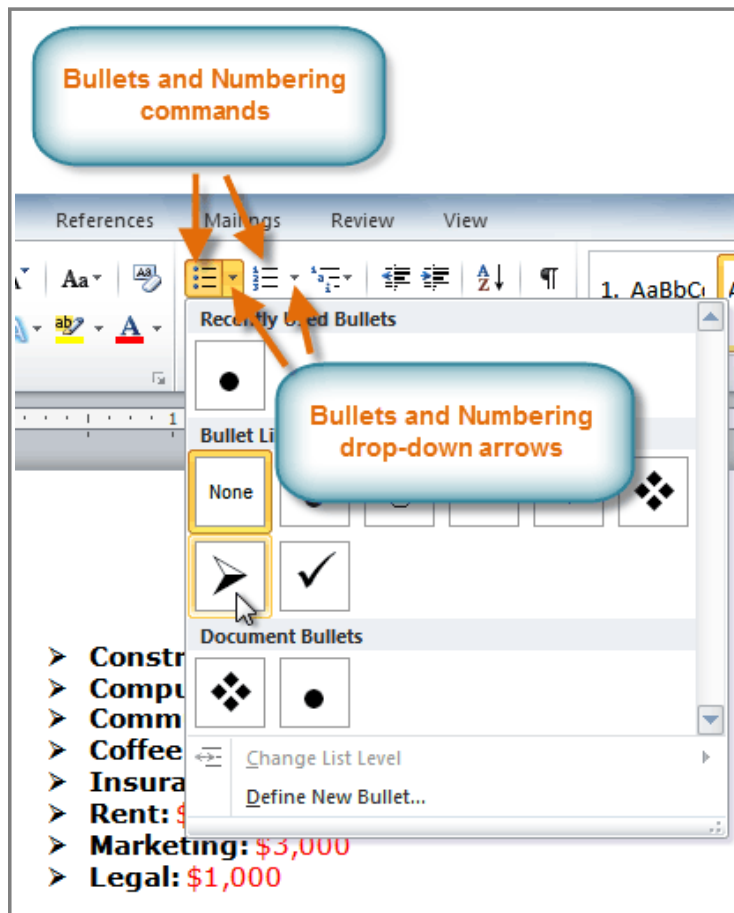 Bullets and Numbering
commands
References Mailings Review View
Aa
1. AaBbCc
1
Recently Used Bullets
Bullets and Numbering
drop-down arrows
Bullet Li
None
Document Bullets
Constr
Compu
Comm
Coffee
Insura
Rent: $
Marketing: $3,000
Legal: $1,000
Change List Level
Define New Bullet...